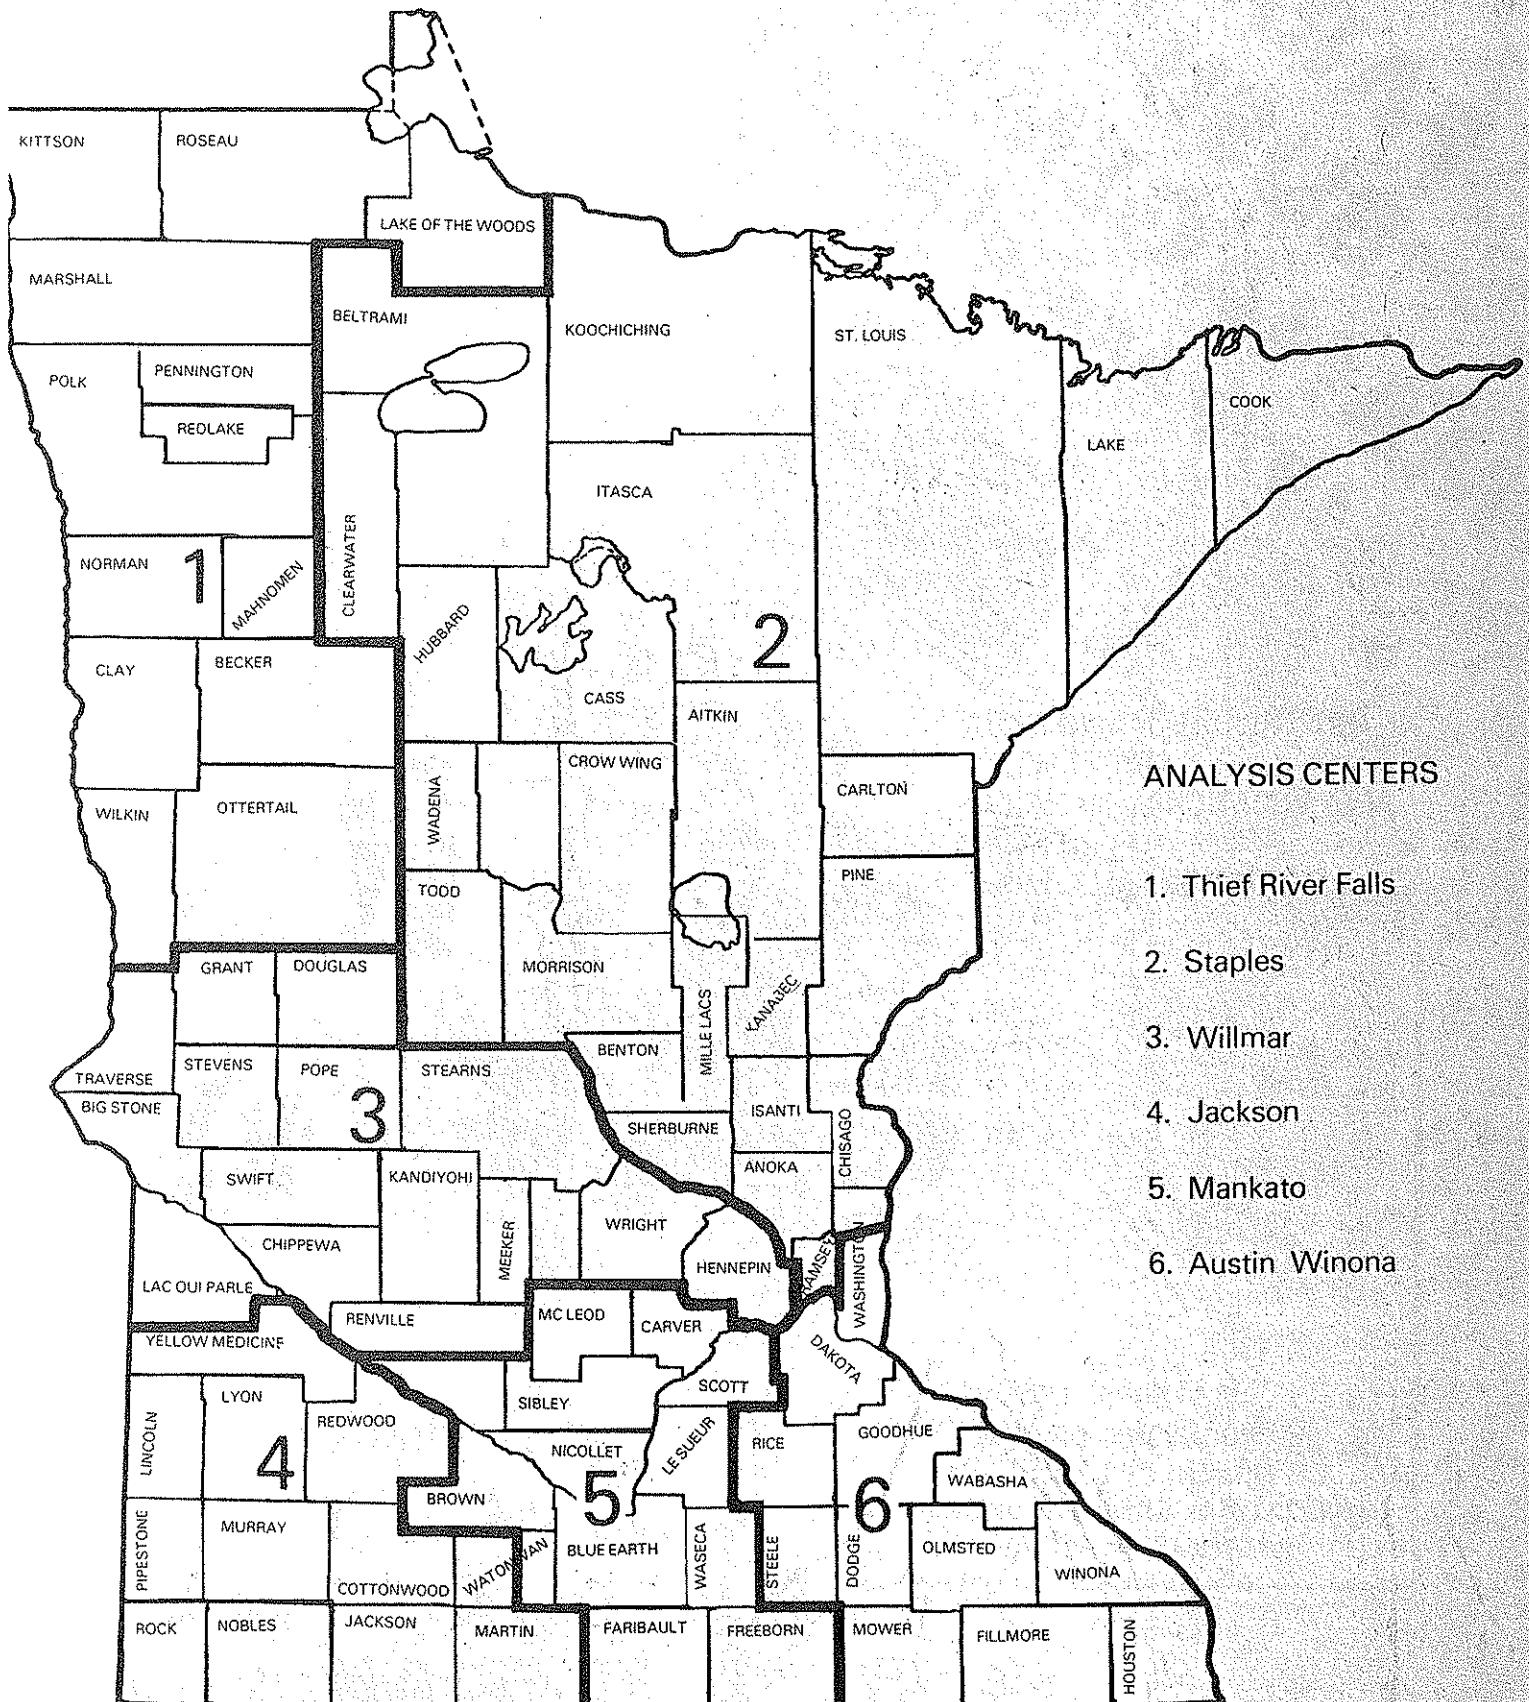 KITTSON
ROSEAU
LAKE OF THE WOODS
MARSHALL
BELTRAMI
KOOCHICHING
ST. LOUIS
POLK
PENNINGTON
REDLAKE
COOK
LAKE
ITASCA
CLEARWATER
NORMAN
1
MAHNOMEN
HUBBARD
2
CLAY
BECKER
CASS
AITKIN
CROW WING
WADENA
CARLTON
WILKIN
OTTERTAIL
TODD
PINE
GRANT
DOUGLAS
MORRISON
MILLE LACS
KANABEC
BENTON
TRAVERSE
STEVENS
POPE
STEARNS
BIG STONE
3
ISANTI
SHERBURNE
CHISAGO
ANOKA
SWIFT
KANDIYOHI
MEEKER
WRIGHT
CHIPPEWA
HENNEPIN
RAMSEY
WASHINGTON
LAC OUI PARLE
RENVILLE
MC LEOD
CARVER
YELLOW MEDICINE
DAKOTA
SCOTT
LYON
LINCOLN
REDWOOD
SIBLEY
4
NICOLLET
LE SUEUR
RICE
GOODHUE
WABASHA
5
6
BROWN
PIPESTONE
MURRAY
COTTONWOOD
WATONWAN
BLUE EARTH
WASECA
STEELE
DODGE
OLMSTED
WINONA
ROCK
NOBLES
JACKSON
MARTIN
FARIBAULT
FREEBORN
MOWER
FILLMORE
HOUSTON
ANALYSIS CENTERS
1. Thief River Falls
2. Staples
3. Willmar
4. Jackson
5. Mankato
6. Austin Winona